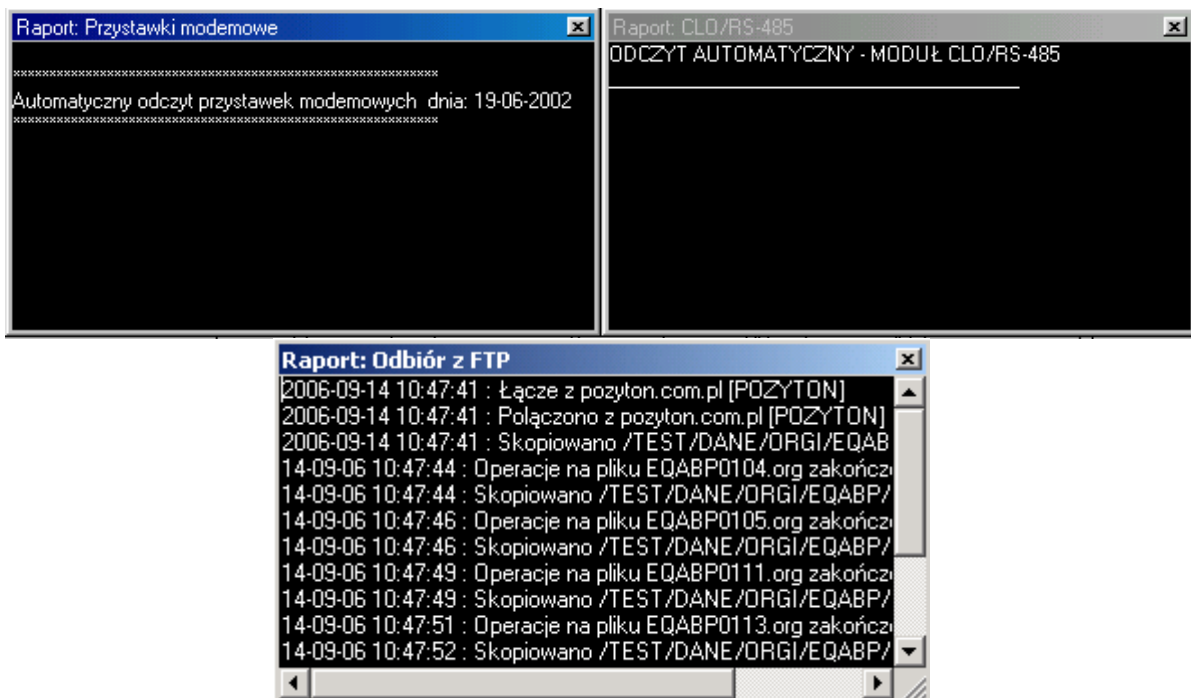 Raport: Przystawki modemowe
××××××××××××××××××××××××××××××××××××××××××××××××××××××××××
Automatyczny odczyt przystawek modemowych dnia: 19-06-2002
××××××××××××××××××××××××××××××××××××××××××××××××××××××××××
Raport: CLO/RS-485
ODCZYT AUTOMATYCZNY - MODUŁ CLO/RS-485
Raport: Odbiór z FTP
2006-09-14 10:47:41 : Łącze z pozyton.com.pl [POZYTON]
2006-09-14 10:47:41 : Polączono z pozyton.com.pl [POZYTON]
2006-09-14 10:47:41 : Skopiowano /TEST/DANE/ORGI/EQAB
14-09-06 10:47:44 : Operacje na pliku EQABP0104.org zakończ
14-09-06 10:47:44 : Skopiowano /TEST/DANE/ORGI/EQABP/
14-09-06 10:47:46 : Operacje na pliku EQABP0105.org zakończ
14-09-06 10:47:46 : Skopiowano /TEST/DANE/ORGI/EQABP/
14-09-06 10:47:49 : Operacje na pliku EQABP0111.org zakończ
14-09-06 10:47:49 : Skopiowano /TEST/DANE/ORGI/EQABP/
14-09-06 10:47:51 : Operacje na pliku EQABP0113.org zakończ
14-09-06 10:47:52 : Skopiowano /TEST/DANE/ORGI/EQABP/